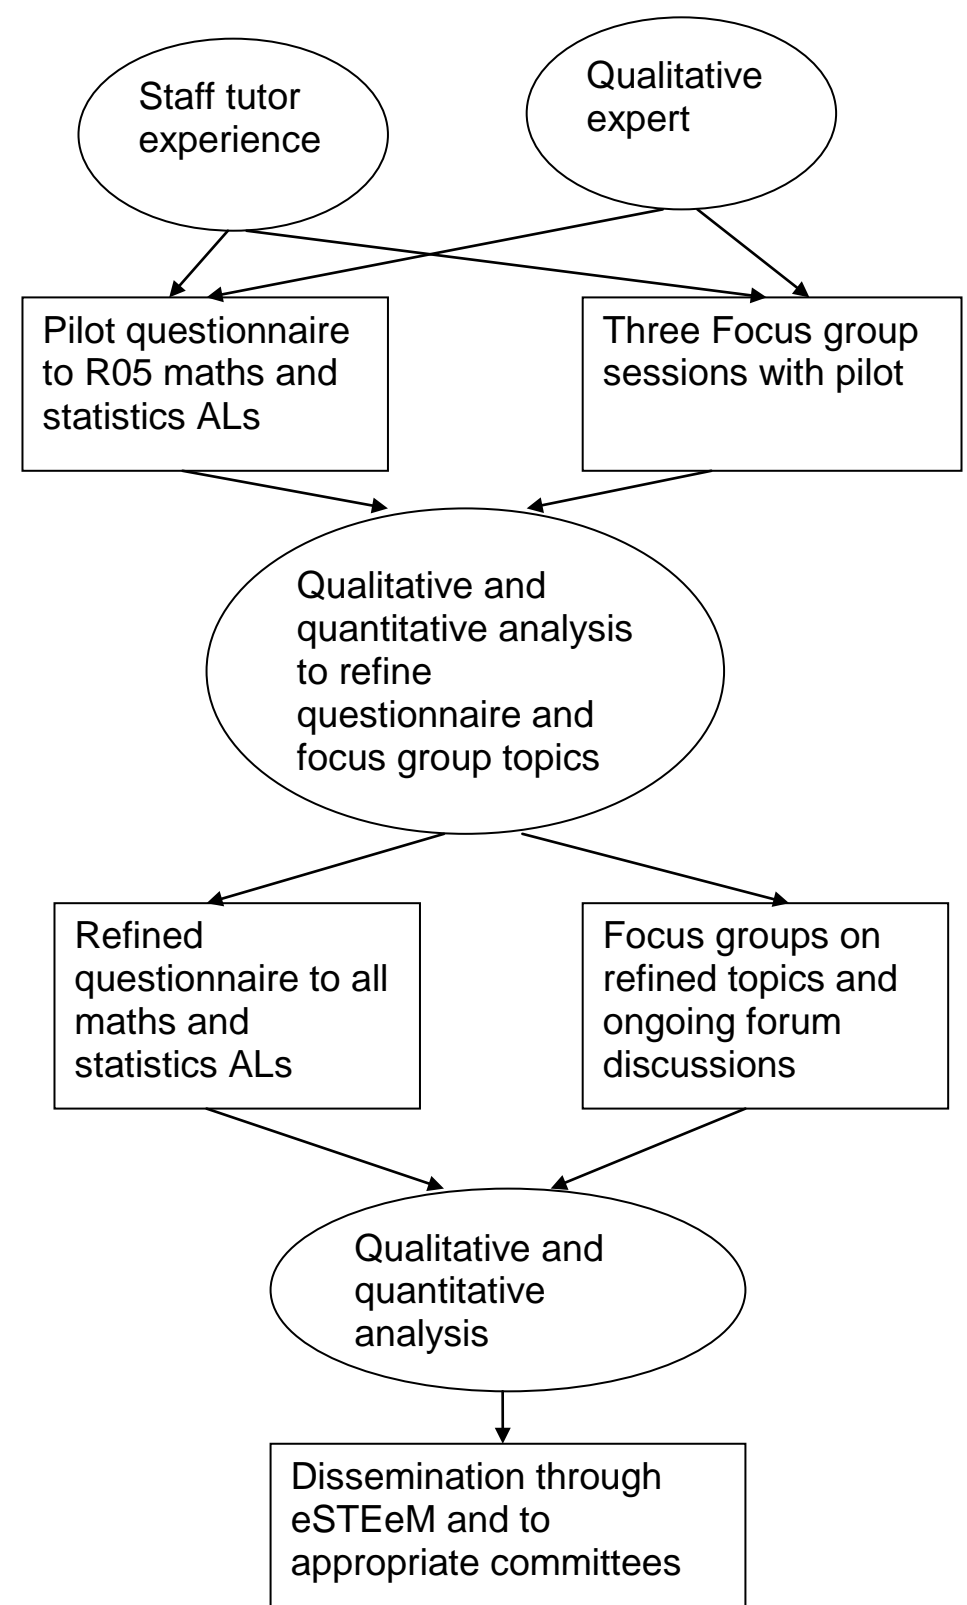 Staff tutor
experience
Qualitative
expert
Pilot questionnaire
to R05 maths and
statistics ALs
Three Focus group
sessions with pilot
Qualitative and
quantitative analysis
to refine
questionnaire and
focus group topics
Refined
questionnaire to all
maths and
statistics ALs
Focus groups on
refined topics and
ongoing forum
discussions
Qualitative and
quantitative
analysis
Dissemination through
eSTEeM and to
appropriate committees